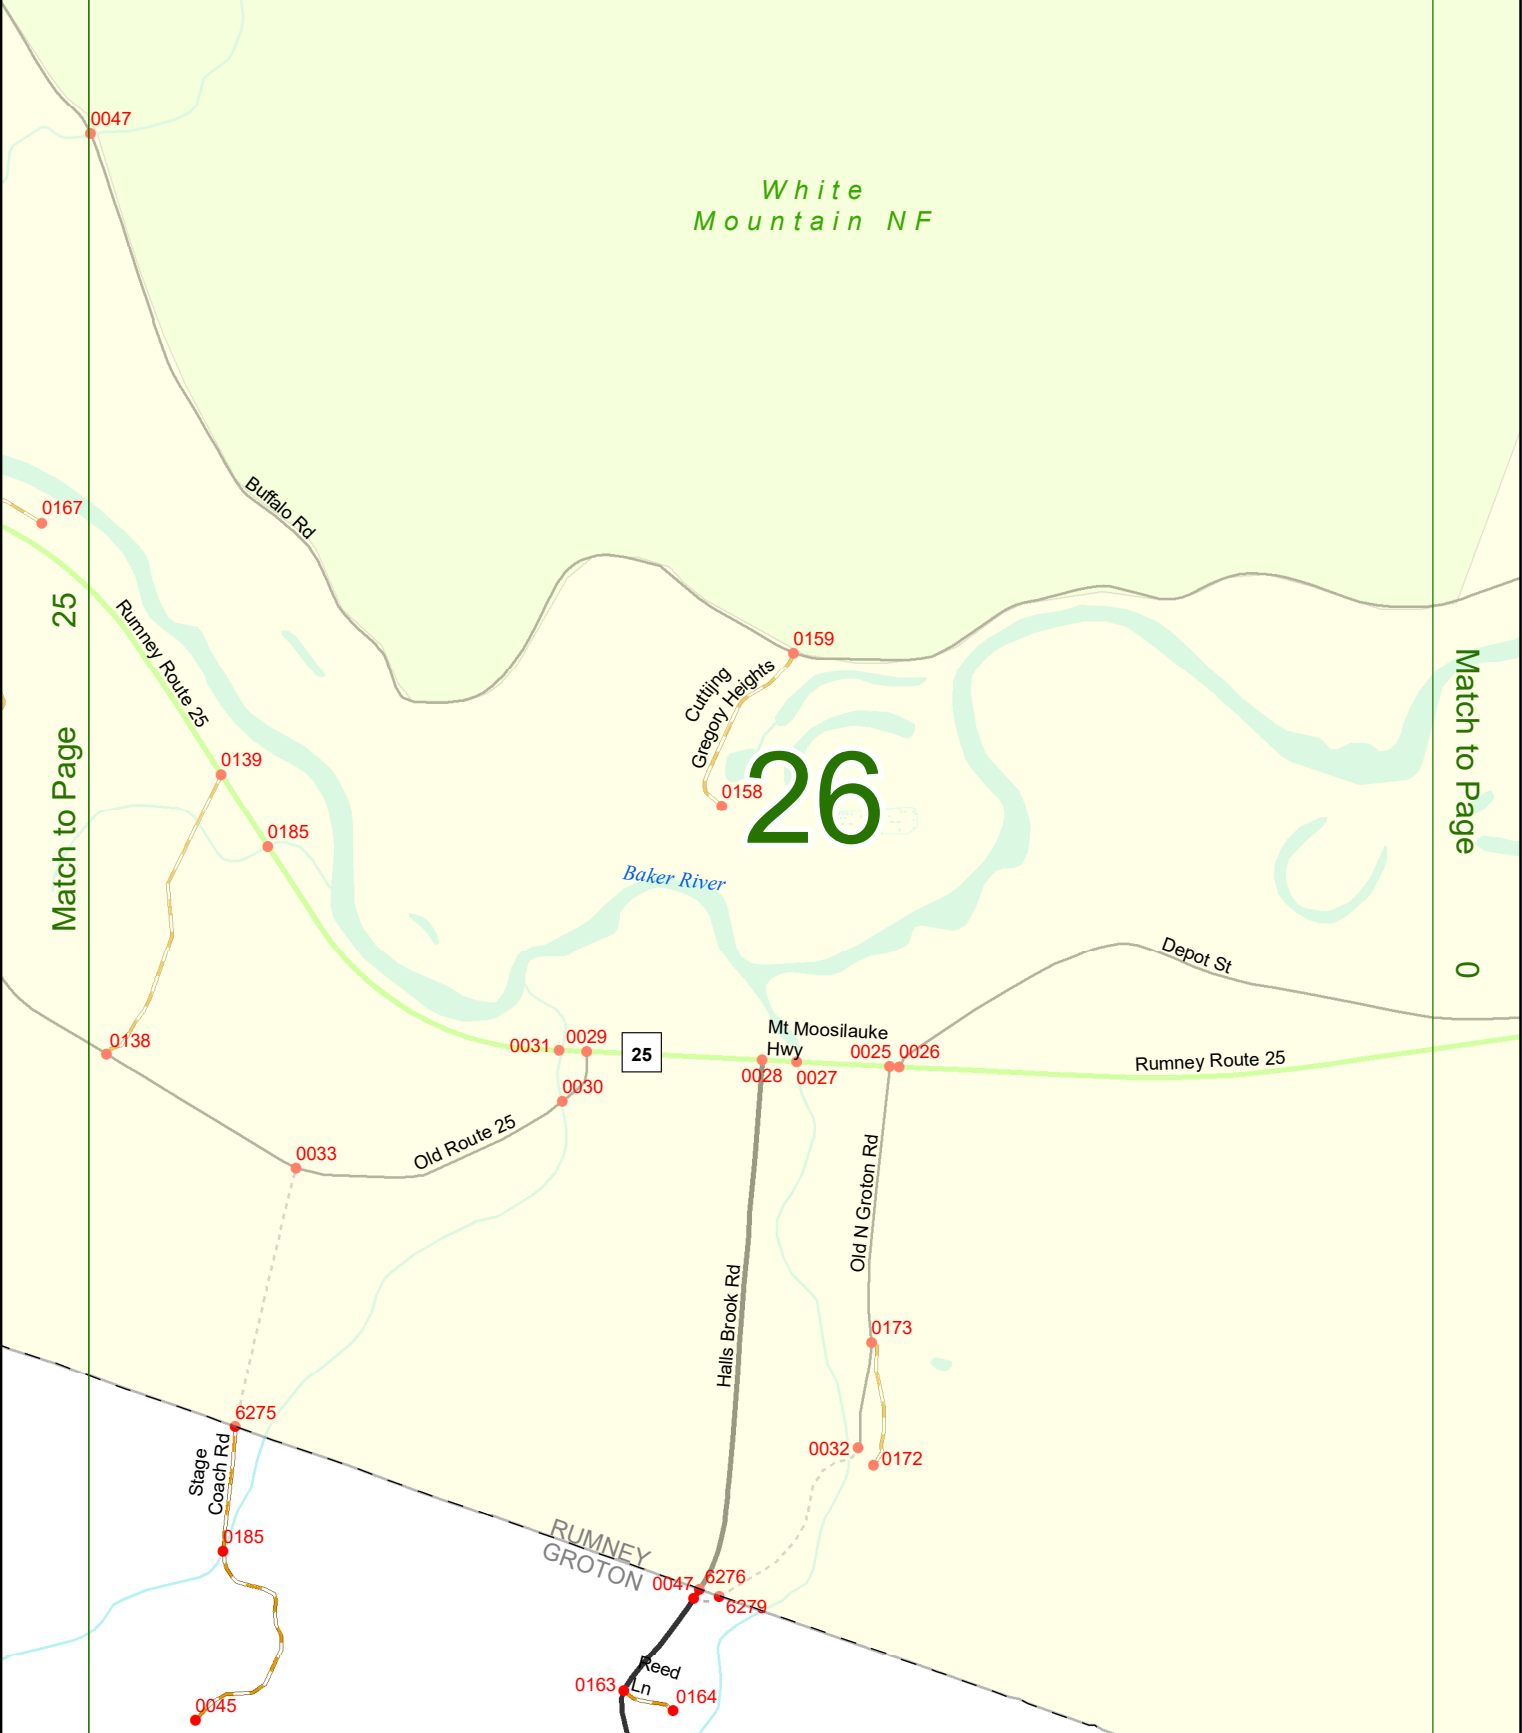 0047
White
Mountain NF
Buffalo Rd
0167
25
Match to Page
Rumney Route 25
0159
Cuttijng
Gregory Heights
0158
26
Match to Page
0
0139
0185
Baker River
Depot St
0138
0031
0029
25
Mt Moosilauke
Hwy
0028
0027
0025
0026
Rumney Route 25
0030
Old Route 25
0033
Old N Groton Rd
Halls Brook Rd
0173
0032
0172
6275
Stage
Coach Rd
0185
RUMNEY
GROTON
0047
6276
6279
0163
Reed
Ln
0164
0045